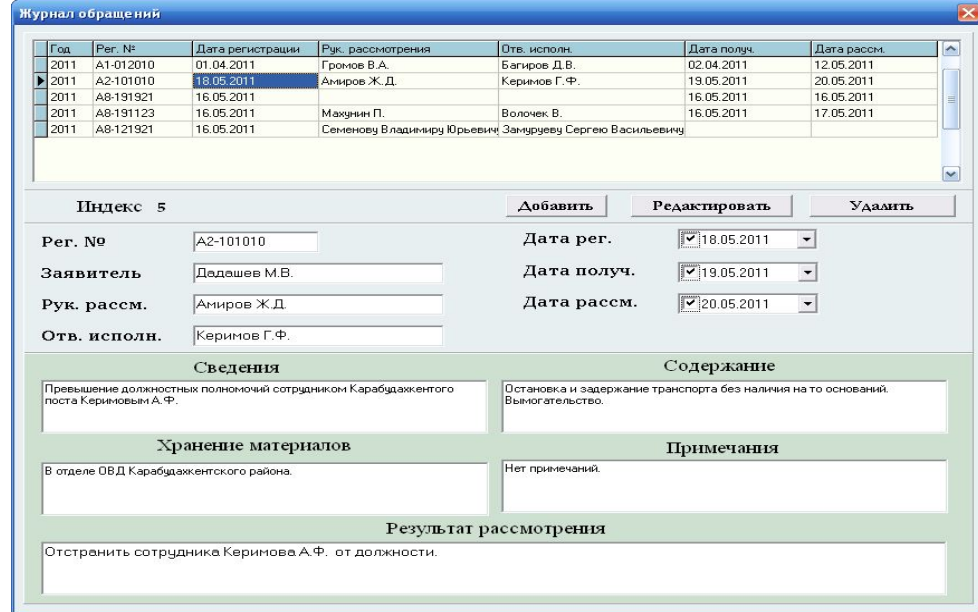 Журнал обращений
Год Рег. № Дата регистрации Рук. рассмотрения Отв. исполн. Дата получ. Дата рассм.
2011 А1-012010 01.04.2011 Громов В.А. Багиров Д.В. 02.04.2011 12.05.2011
2011 А2-101010 18.05.2011 Амиров Ж.Д. Керимов Г.Ф. 19.05.2011 20.05.2011
2011 А8-191921 16.05.2011 16.05.2011 16.05.2011
2011 А8-191123 16.05.2011 Махунин П. Волочек В. 16.05.2011 17.05.2011
2011 А8-121921 16.05.2011 Семенову Владимиру Юрьевичу Замуруеву Сергею Васильевичу
Индекс 5 Добавить Редактировать Удалить
Рег. № А2-101010 Дата рег. 18.05.2011
Заявитель Дадашев М.В. Дата получ. 19.05.2011
Рук. рассм. Амиров Ж.Д. Дата рассм. 20.05.2011
Отв. исполн. Керимов Г.Ф.
Сведения
Превышение должностных полномочий сотрудником Карабудахкентого
поста Керимовым А.Ф.
Содержание
Остановка и задержание транспорта без наличия на то оснований.
Вымогательство.
Хранение материалов
В отделе ОВД Карабудахкентского района.
Примечания
Нет примечаний.
Результат рассмотрения
Отстранить сотрудника Керимова А.Ф. от должности.